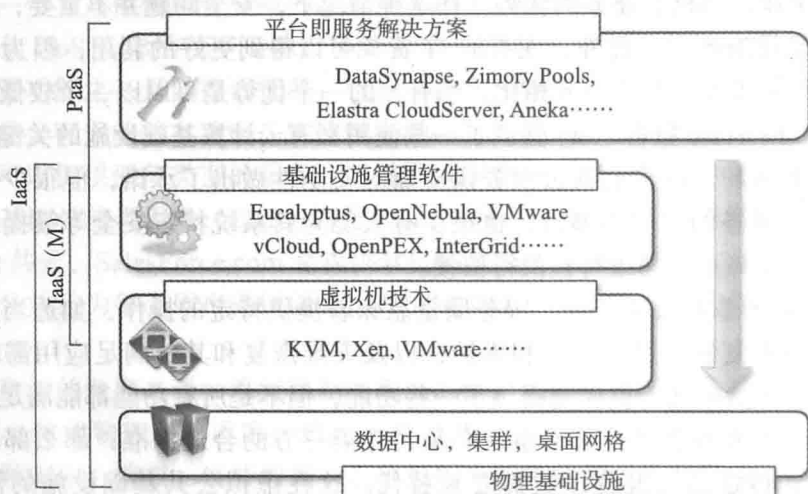 平台即服务解决方案
PaaS
DataSynapse, Zimory Pools,
Elastra CloudServer, Aneka……
IaaS
基础设施管理软件
Eucalyptus, OpenNebula, VMware
vCloud, OpenPEX, InterGrid……
IaaS（M）
虚拟机技术
KVM, Xen, VMware……
数据中心，集群，桌面网格
物理基础设施